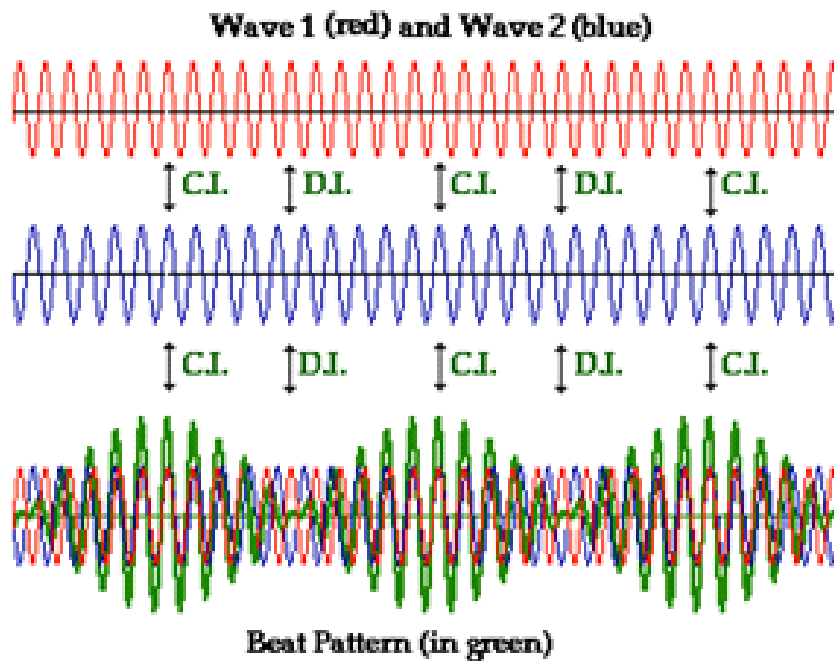 Wave 1 (red) and Wave 2 (blue)
C.I. D.I. C.I. D.I. C.I.
C.I. D.I. C.I. D.I. C.I.
Beat Pattern (in green)